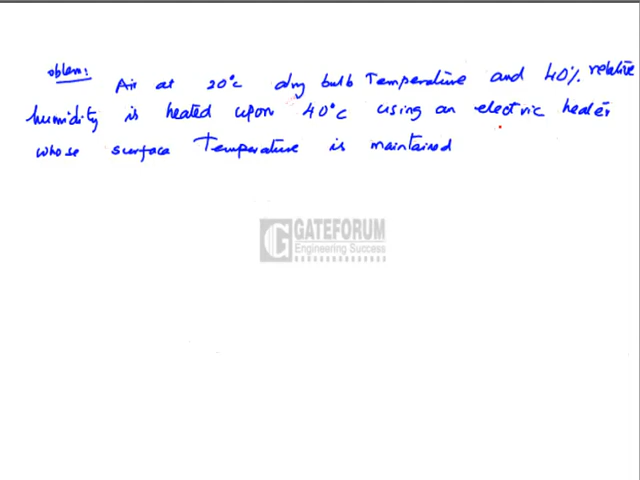 oblem:
Air at 20°C dry bulb Temperature and 40% relative
humidity is heated upon 40°C using an electric heater
whose surface Temperature is maintained
GATEFORUM
Engineering Success